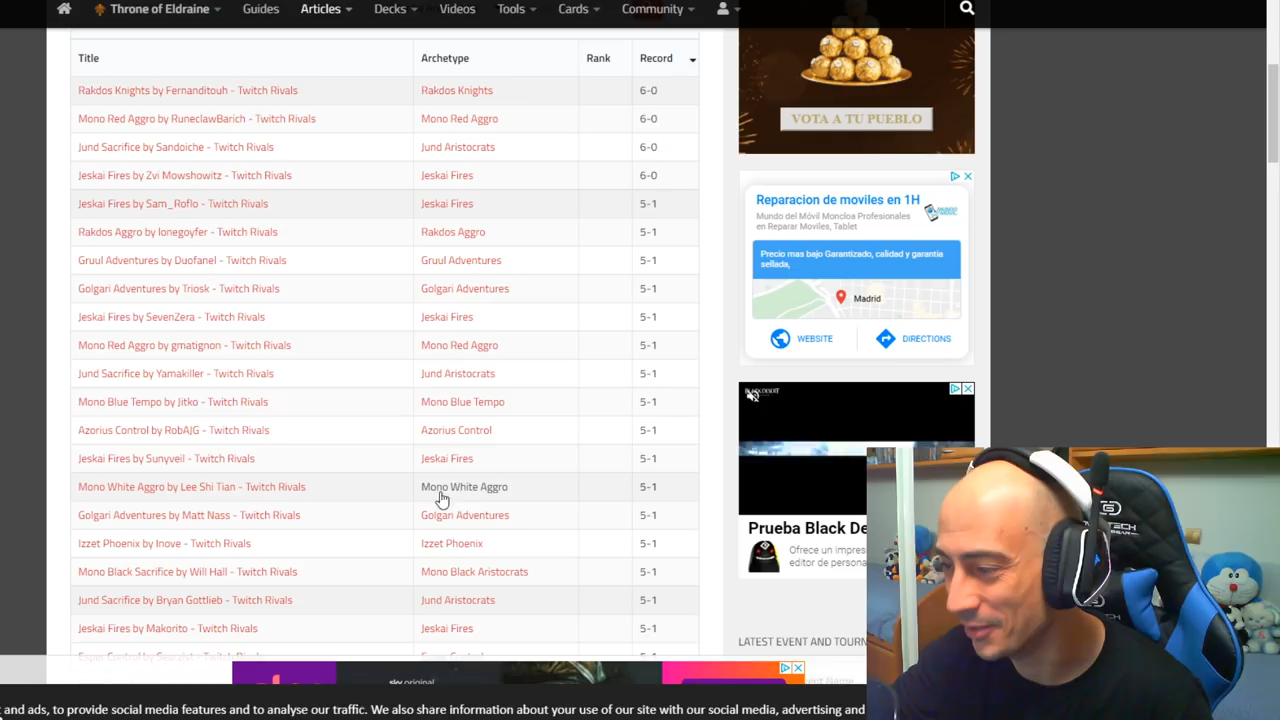 Throne of Eldraine Guides Articles Decks Videos Tools Cards Community
Title Archetype Rank Record
Rakdos Knights by Fernanditouh - Twitch Rivals Rakdos Knights 6-0
Mono Red Aggro by RuneclawBarich - Twitch Rivals Mono Red Aggro 6-0
Jund Sacrifice by Sandoiche - Twitch Rivals Jund Aristocrats 6-0
Jeskai Fires by Zvi Mowshowitz - Twitch Rivals Jeskai Fires 6-0
Jeskai Fires by Sam_Roflo - Twitch Rivals Jeskai Fires 5-1
Rakdos Aggro by lonegoyfer - Twitch Rivals Rakdos Aggro 5-1
Gruul Adventures by Duofanel - Twitch Rivals Gruul Adventures 5-1
Golgari Adventures by Triosk - Twitch Rivals Golgari Adventures 5-1
Jeskai Fires by SevenZera - Twitch Rivals Jeskai Fires 5-1
Mono Red Aggro by gmatignon - Twitch Rivals Mono Red Aggro 5-1
Jund Sacrifice by Yamakiller - Twitch Rivals Jund Aristocrats 5-1
Mono Blue Tempo by Jitko - Twitch Rivals Mono Blue Tempo 5-1
Azorius Control by RobAJG - Twitch Rivals Azorius Control 5-1
Jeskai Fires by Sunyveil - Twitch Rivals Jeskai Fires 5-1
Mono White Aggro by Lee Shi Tian - Twitch Rivals Mono White Aggro 5-1
Golgari Adventures by Matt Nass - Twitch Rivals Golgari Adventures 5-1
Izzet Phoenix by Inove - Twitch Rivals Izzet Phoenix 5-1
Mono Black Sacrifice by Will Hall - Twitch Rivals Mono Black Aristocrats 5-1
Jund Sacrifice by Bryan Gottlieb - Twitch Rivals Jund Aristocrats 5-1
Jeskai Fires by Makorito - Twitch Rivals Jeskai Fires 5-1
VOTA A TU PUEBLO
Reparacion de moviles en 1H
Mundo del Móvil Moncloa Profesionales
en Reparar Moviles, Tablet
Precio mas bajo Garantizado, calidad y garantia
sellada,
Madrid
WEBSITE DIRECTIONS
Prueba Black De
Ofrece un impres
editor de persona
LATEST EVENT AND TOURN
sky original
t and ads, to provide social media features and to analyse our traffic. We also share information about your use of our site with our social media, advertising and